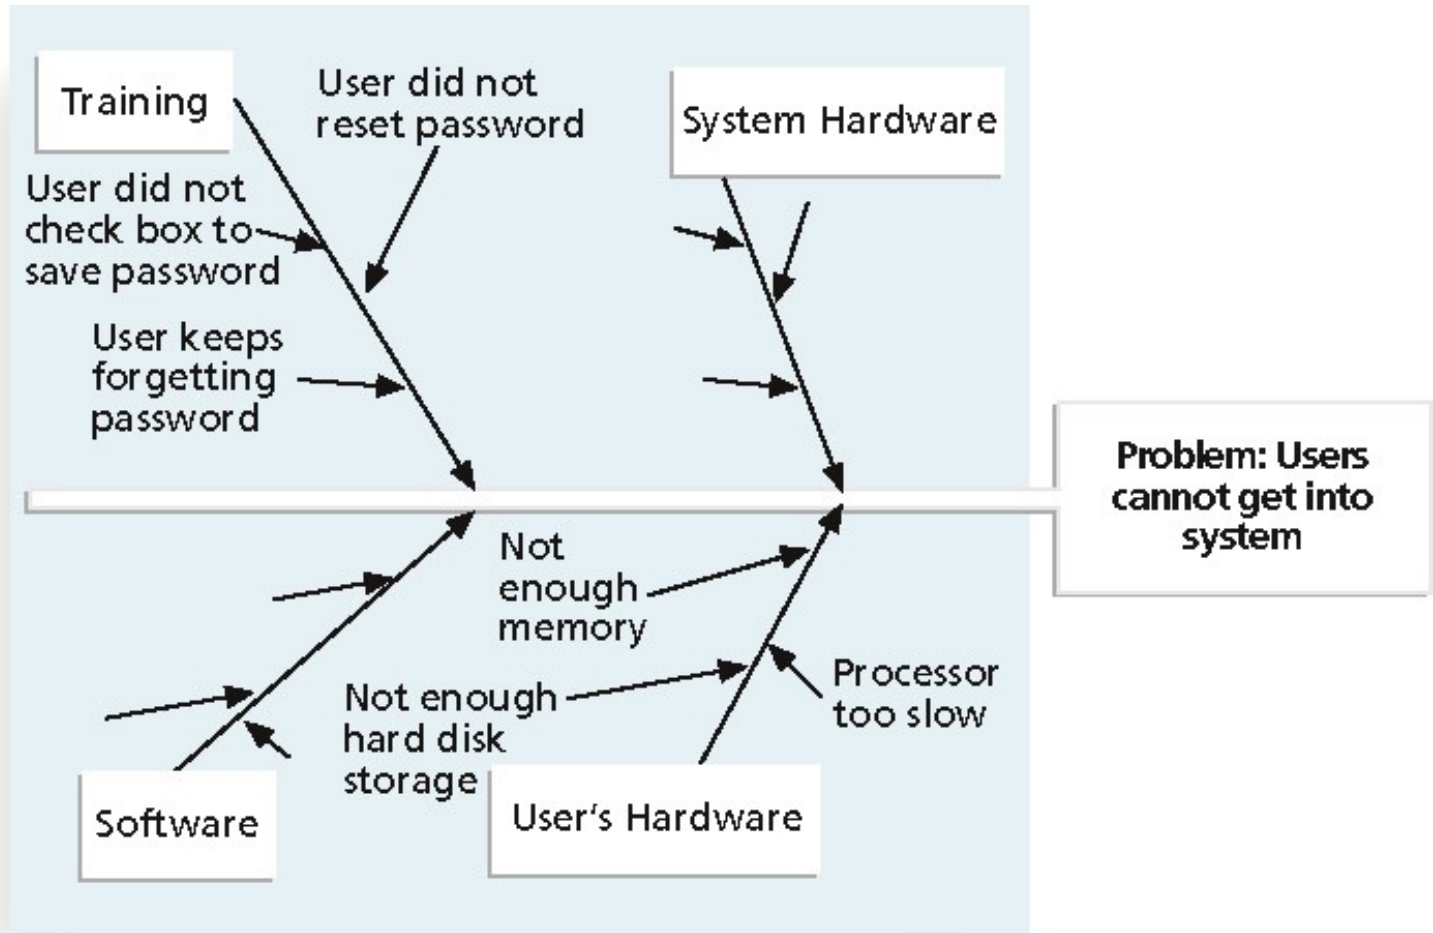 Training
User did not
reset password
System Hardware
User did not
check box to
save password
User keeps
forgetting
password
Problem: Users
cannot get into
system
Not
enough
memory
Not enough
hard disk
storage
Processor
too slow
Software
User's Hardware